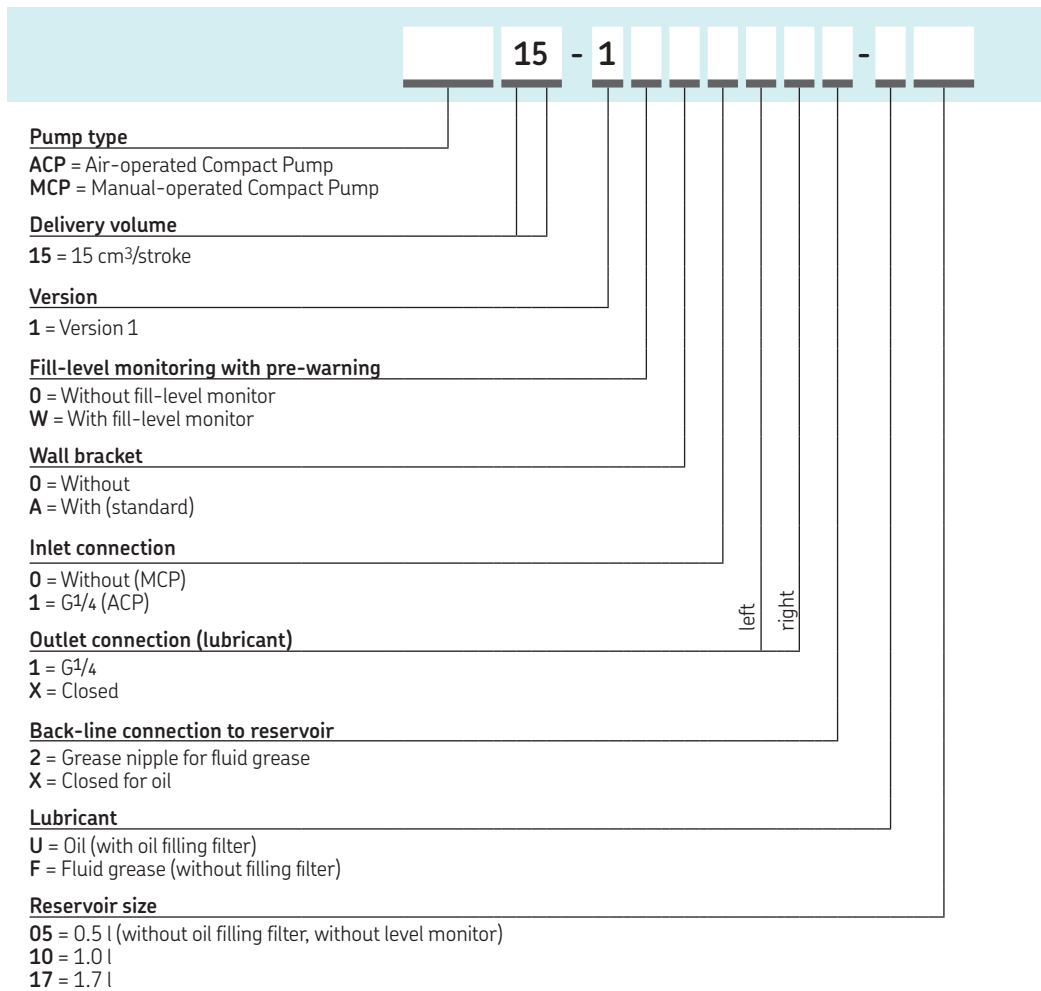 15 - 1 -
Pump type
ACP = Air-operated Compact Pump
MCP = Manual-operated Compact Pump
Delivery volume
15 = 15 cm³/stroke
Version
1 = Version 1
Fill-level monitoring with pre-warning
0 = Without fill-level monitor
W = With fill-level monitor
Wall bracket
0 = Without
A = With (standard)
Inlet connection
0 = Without (MCP)
1 = G1/4 (ACP)
left
right
Outlet connection (lubricant)
1 = G1/4
X = Closed
Back-line connection to reservoir
2 = Grease nipple for fluid grease
X = Closed for oil
Lubricant
U = Oil (with oil filling filter)
F = Fluid grease (without filling filter)
Reservoir size
05 = 0.5 l (without oil filling filter, without level monitor)
10 = 1.0 l
17 = 1.7 l